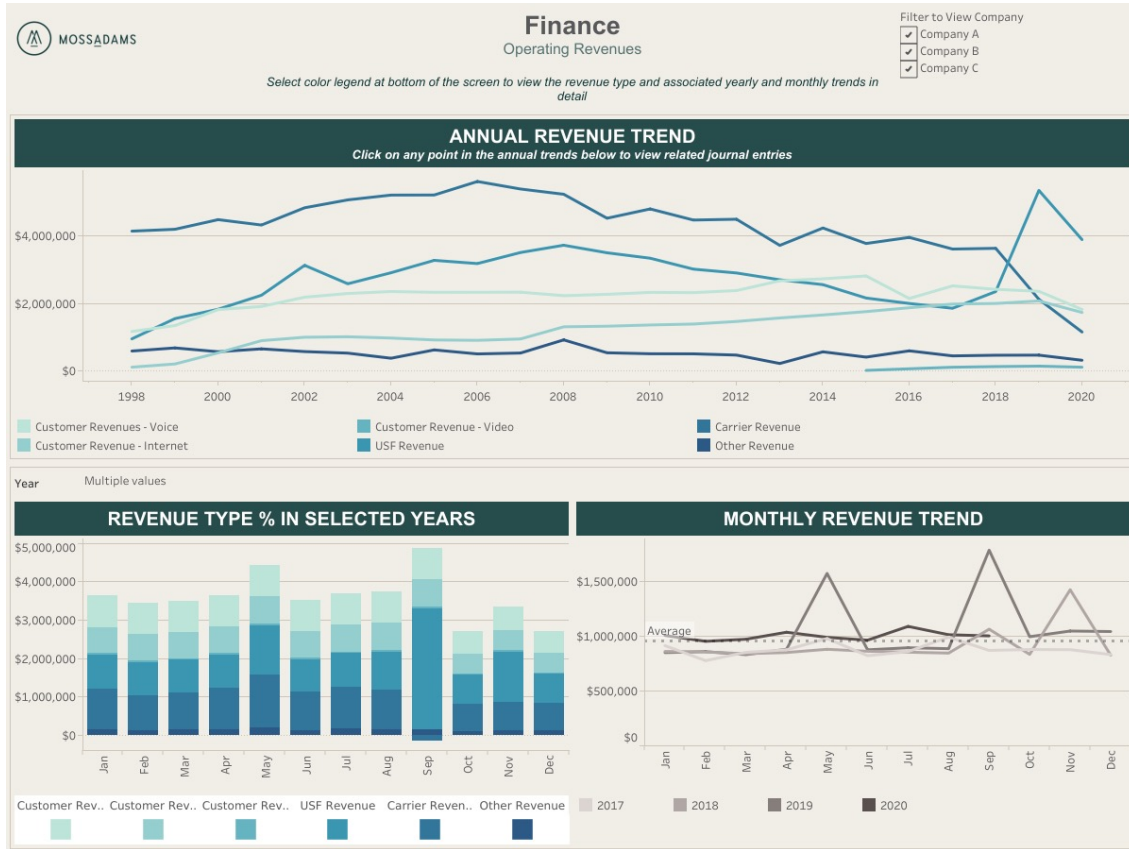 MOSSADAMS
Finance
Operating Revenues
Filter to View Company
Company A
Company B
Company C
Select color legend at bottom of the screen to view the revenue type and associated yearly and monthly trends in
detail
ANNUAL REVENUE TREND
Click on any point in the annual trends below to view related journal entries
$4,000,000
$2,000,000
$0
1998 2000 2002 2004 2006 2008 2010 2012 2014 2016 2018 2020
Customer Revenues - Voice Customer Revenue - Video Carrier Revenue
Customer Revenue - Internet USF Revenue Other Revenue
Year Multiple values
REVENUE TYPE % IN SELECTED YEARS
$5,000,000
$4,000,000
$3,000,000
$2,000,000
$1,000,000
$0
Jan Feb Mar Apr May Jun Jul Aug Sep Oct Nov Dec
Customer Rev.. Customer Rev.. Customer Rev.. USF Revenue Carrier Reven.. Other Revenue
MONTHLY REVENUE TREND
$1,500,000
$1,000,000
$500,000
$0
Average
Jan Feb Mar Apr May Jun Jul Aug Sep Oct Nov Dec
2017 2018 2019 2020